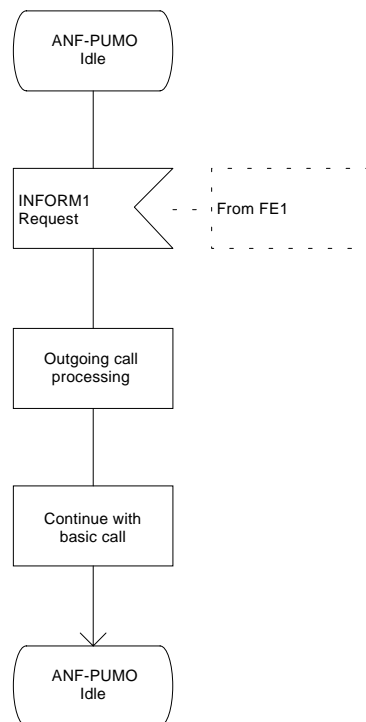 ANF-PUMO
Idle
INFORM1
Request
From FE1
Outgoing call
processing
Continue with
basic call
ANF-PUMO
Idle